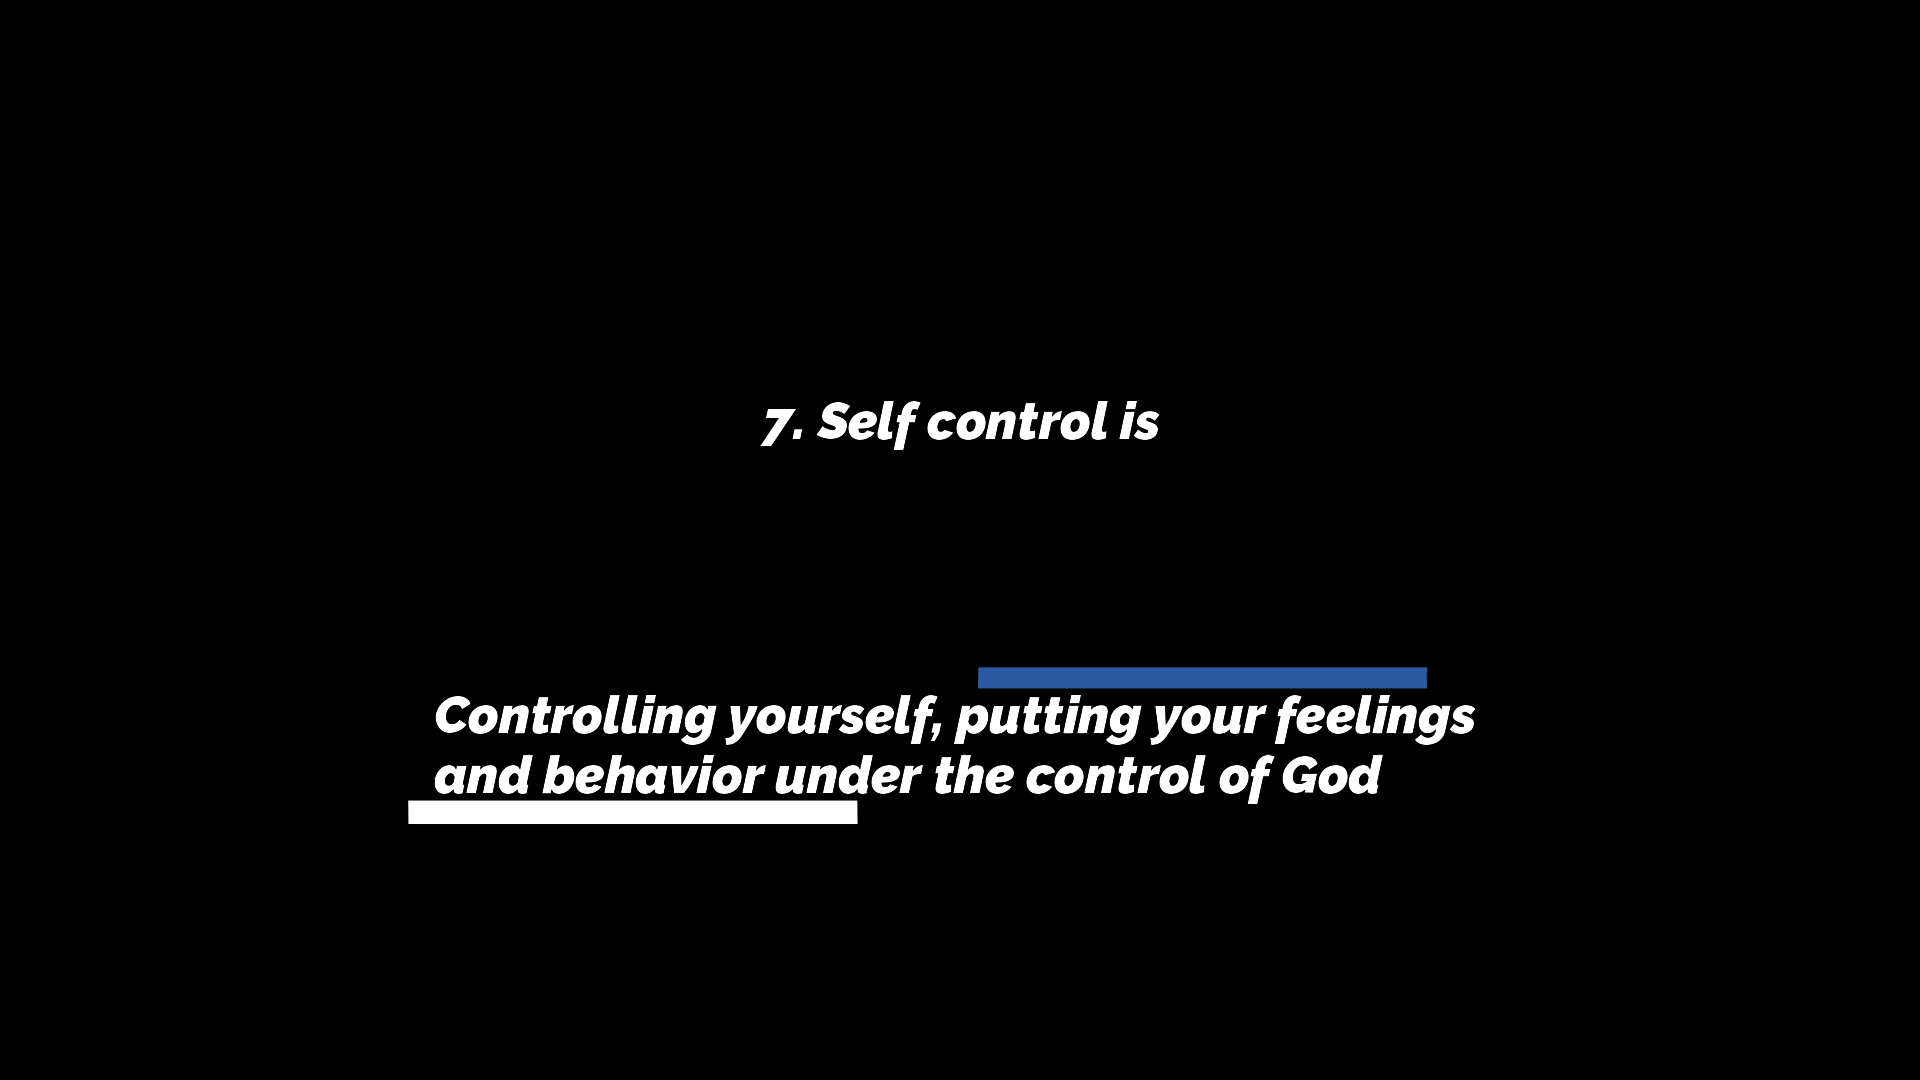 7. Self control is
Controlling yourself, putting your feelings
and behavior under the control of God